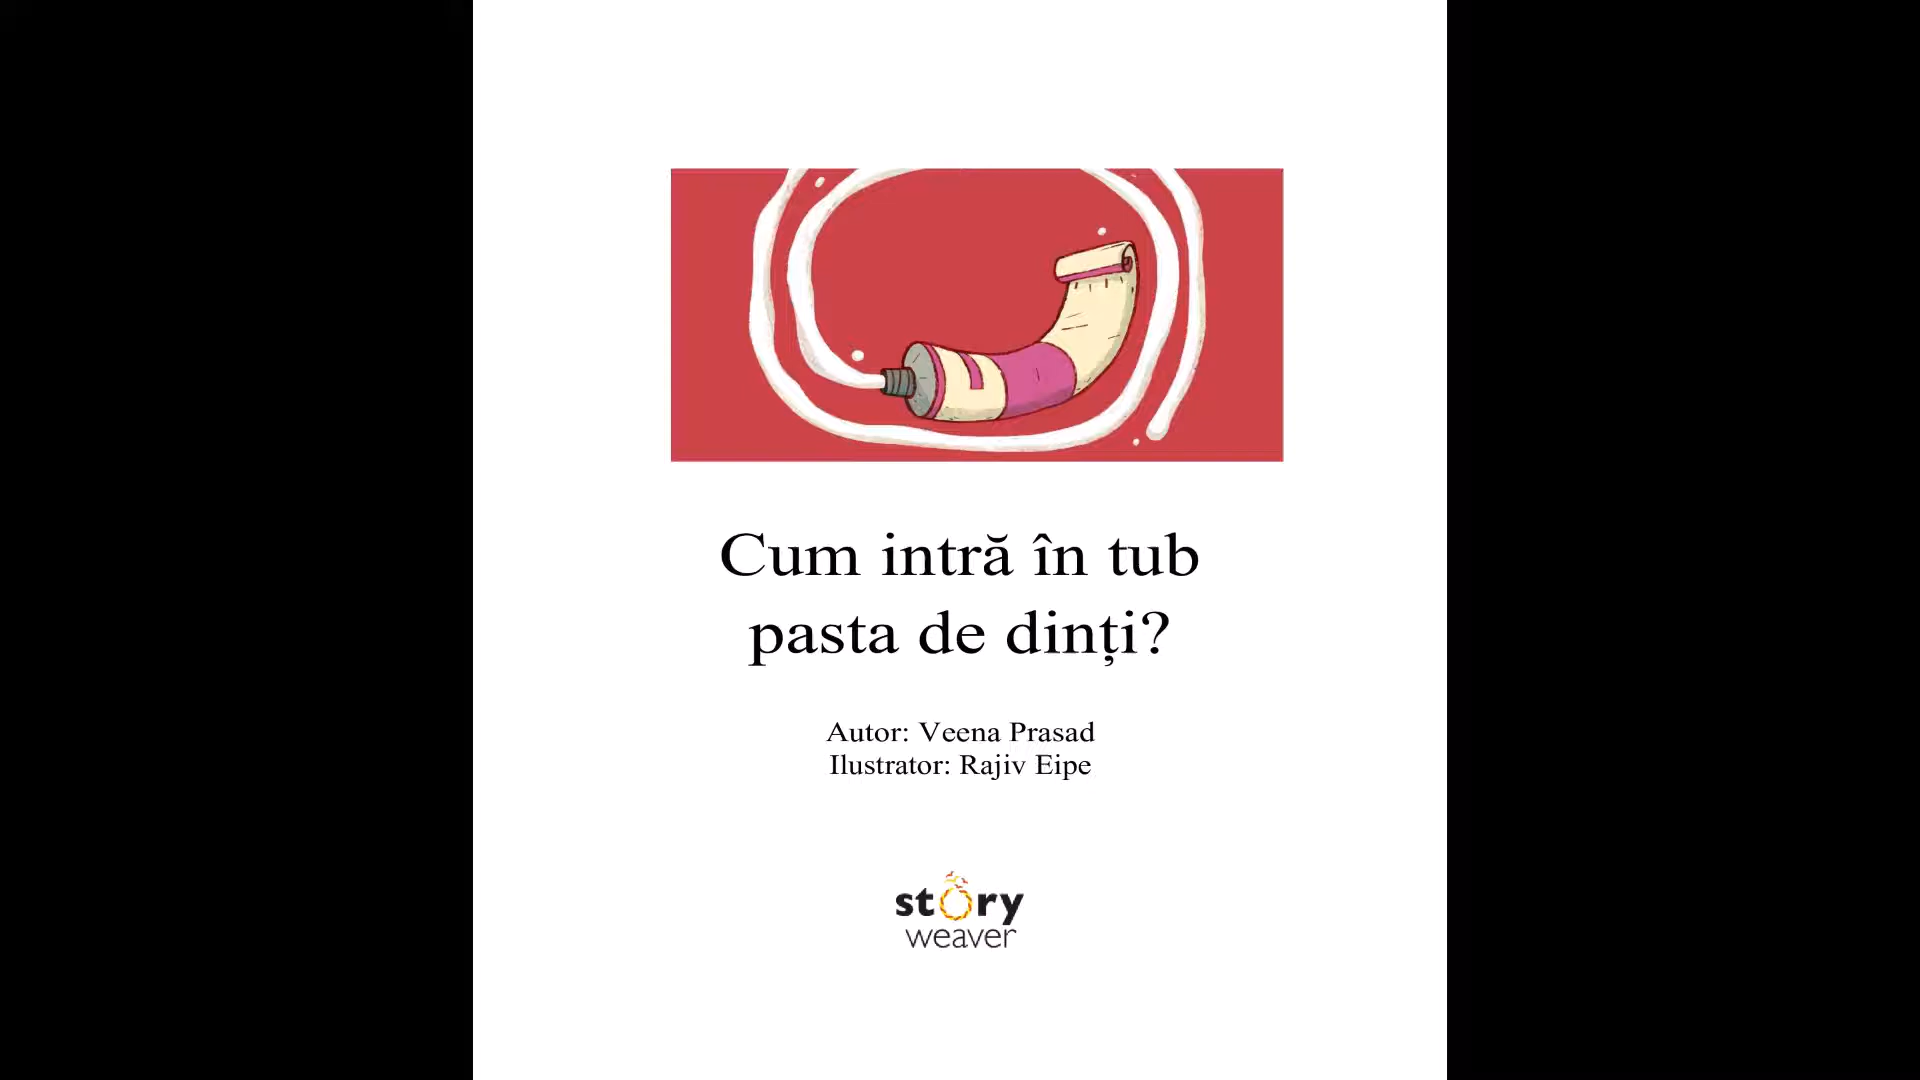 Cum intră în tub
pasta de dinți?
Autor: Veena Prasad
Ilustrator: Rajiv Eipe
story
weaver